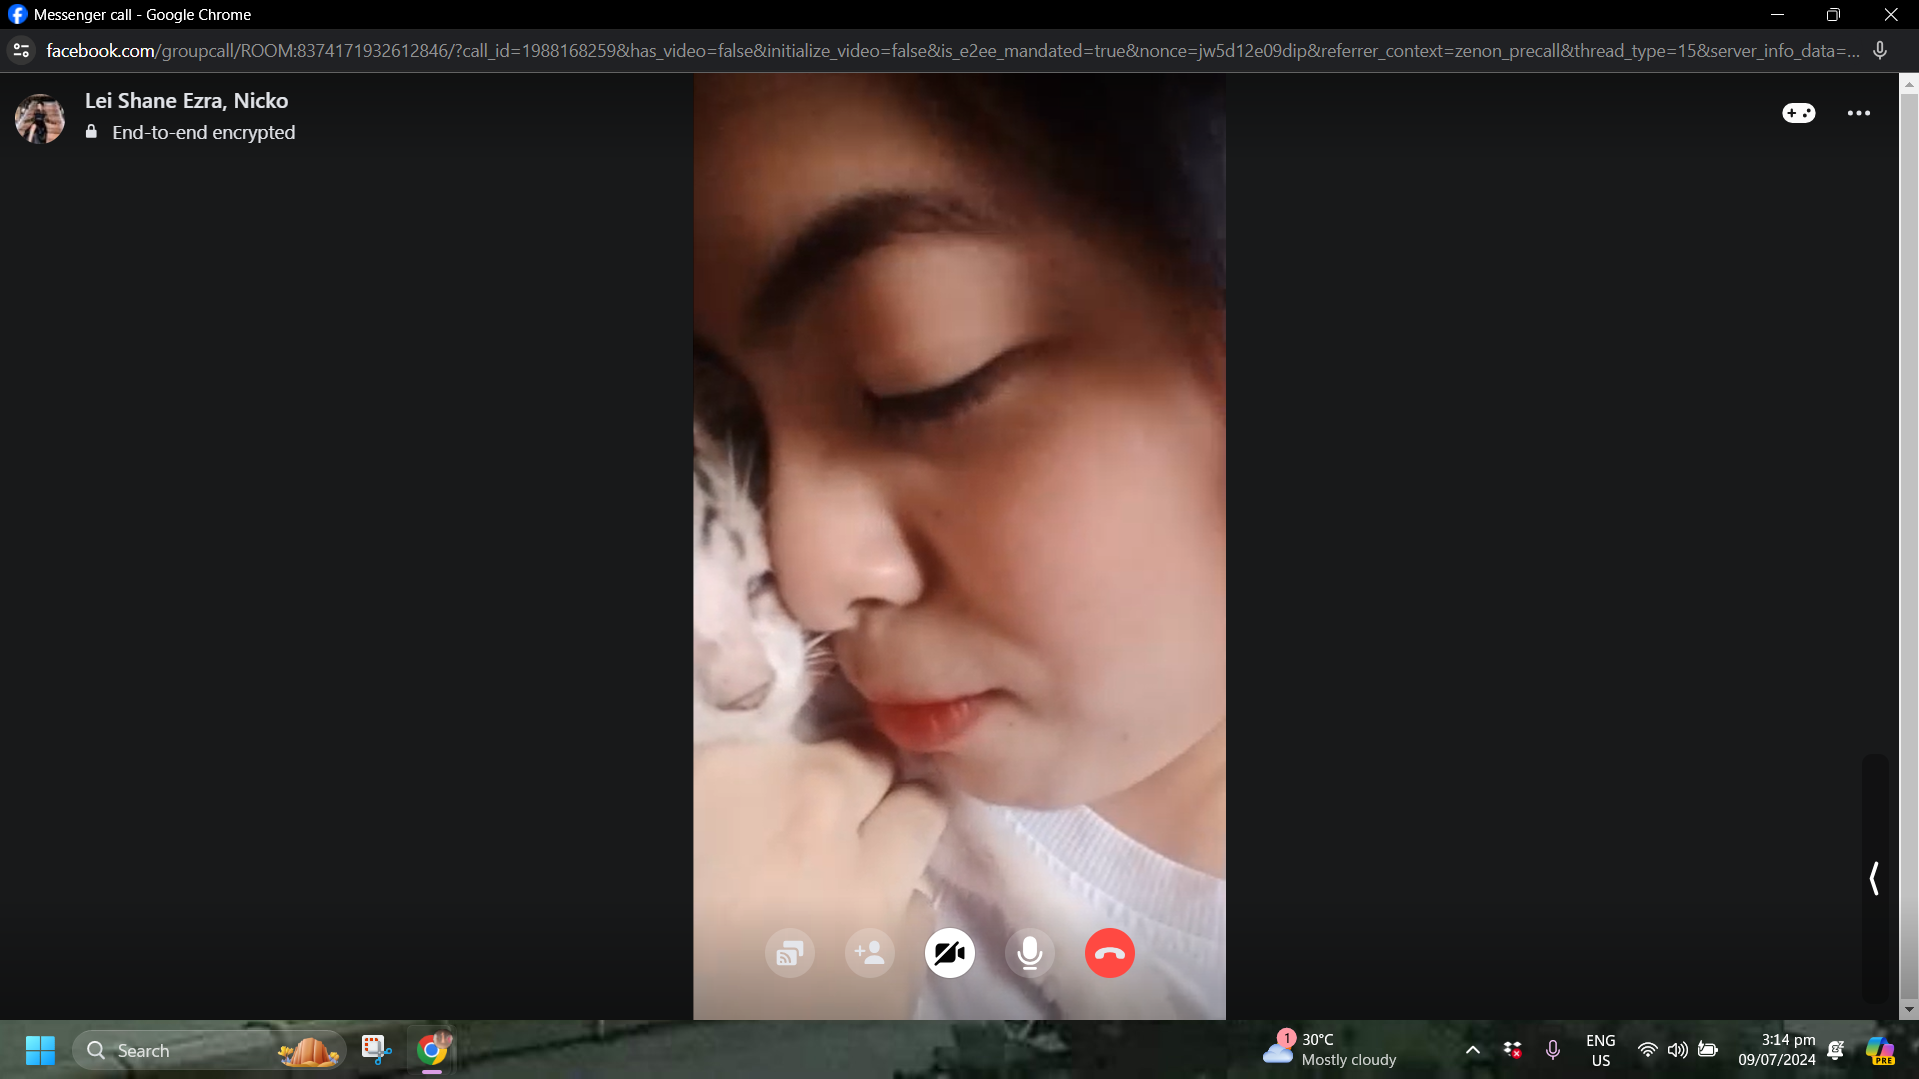 Messenger call - Google Chrome
facebook.com/groupcall/ROOM:8374171932612846/?call_id=1988168259&has_video=false&initialize_video=false&is_e2ee_mandated=true&nonce=jw5d12e09dip&referrer_context=zenon_precall&thread_type=15&server_info_data=...
Lei Shane Ezra, Nicko
End-to-end encrypted
Search
1
1
30°C
Mostly cloudy
ENG
US
3:14 pm
09/07/2024
PRE